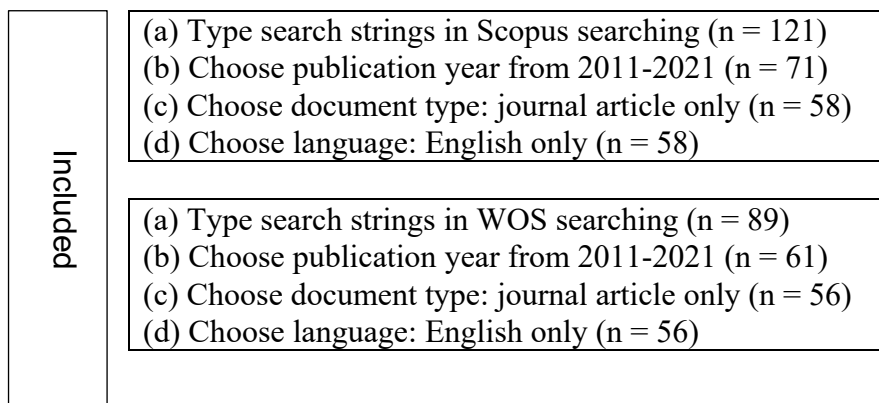 Included
(a) Type search strings in Scopus searching (n = 121)
(b) Choose publication year from 2011-2021 (n = 71)
(c) Choose document type: journal article only (n = 58)
(d) Choose language: English only (n = 58)
(a) Type search strings in WOS searching (n = 89)
(b) Choose publication year from 2011-2021 (n = 61)
(c) Choose document type: journal article only (n = 56)
(d) Choose language: English only (n = 56)